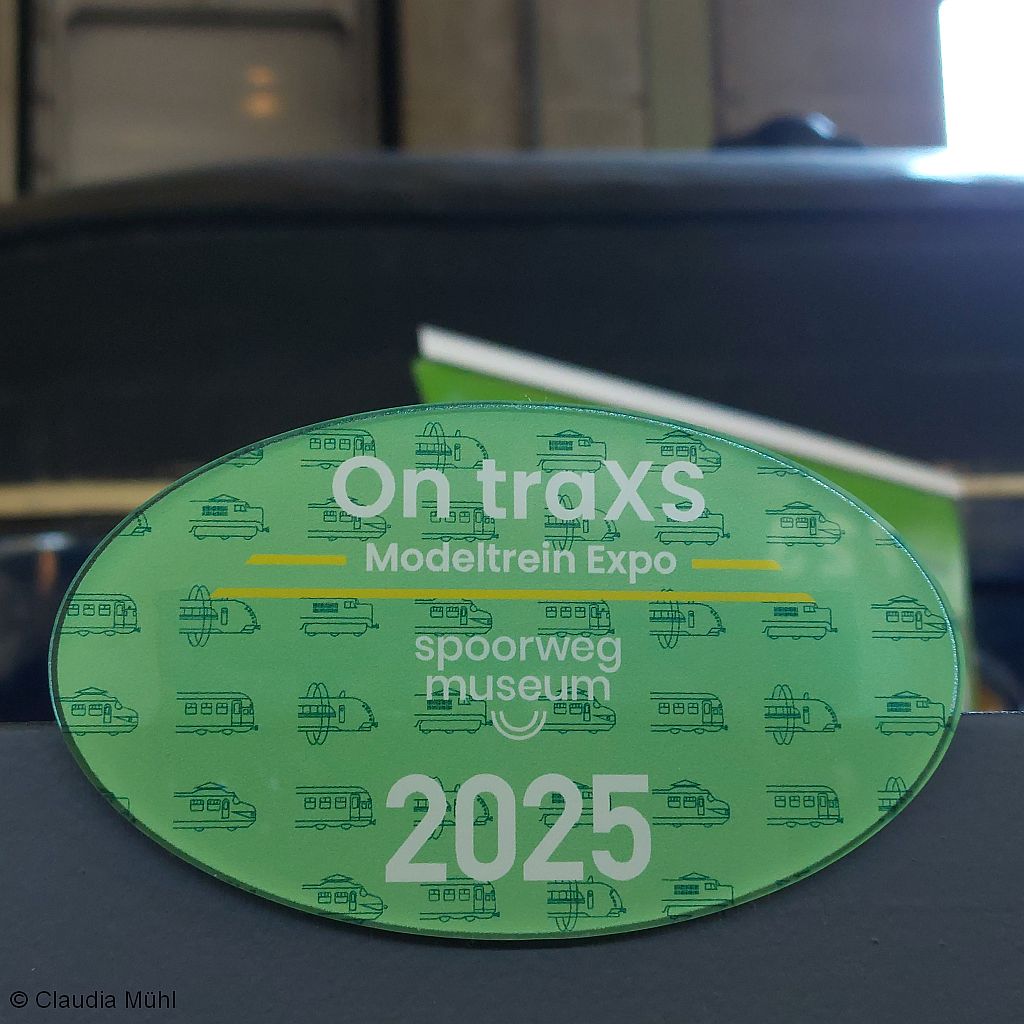 On traXS
Modeltrein Expo
spoorweg
museum
2025
© Claudia Mühl